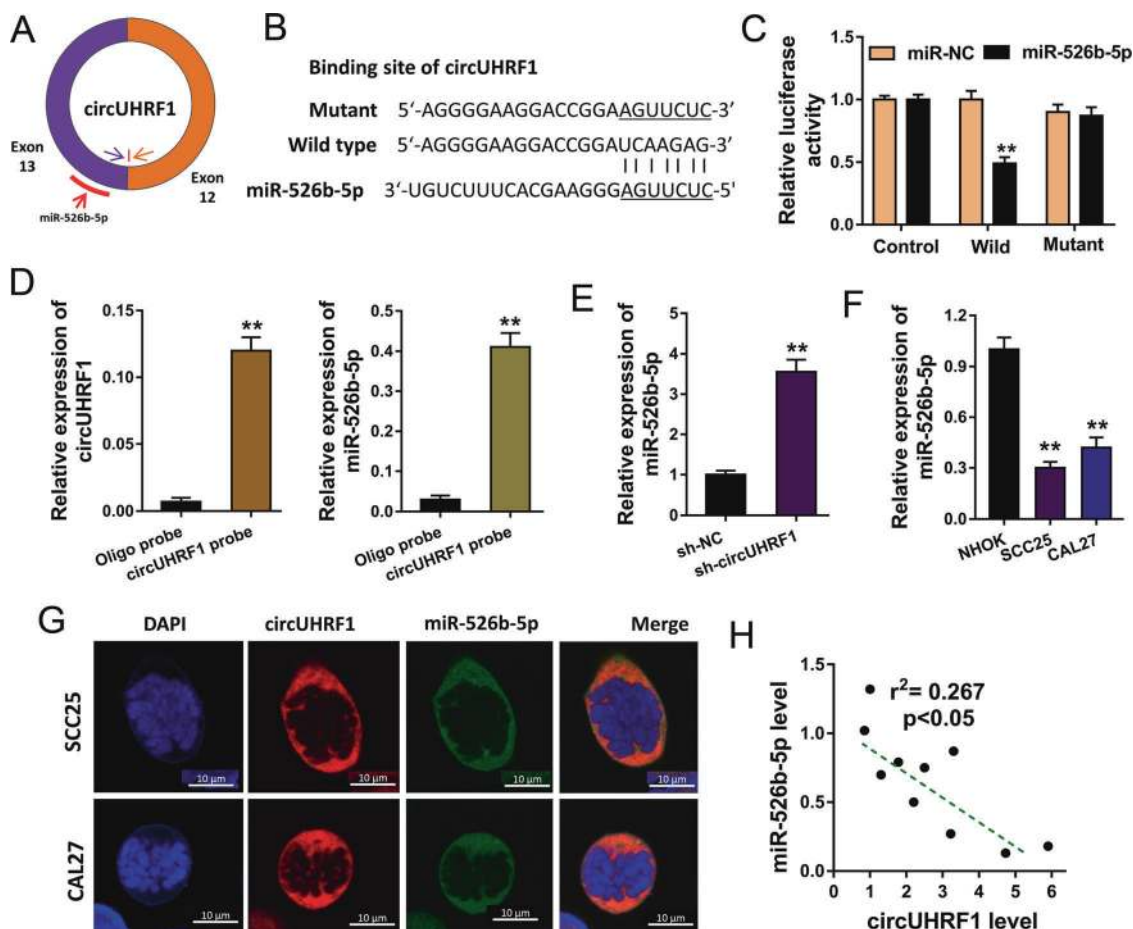 A
circUHRF1
Exon
13
Exon
12
miR-526b-5p
B
Binding site of circUHRF1
Mutant 5‘-AGGGGAAGGACCGGAAGUUCUC-3’
Wild type 5‘-AGGGGAAGGACCGGAUCAAGAG-3’
miR-526b-5p 3‘-UGUCUUUCACGAAGGGAGUUCUC-5'
C
Relative luciferase
activity
miR-NC miR-526b-5p
1.5
1.0
0.5
0.0
**
Control Wild Mutant
D
Relative expression of
circUHRF1
0.15
0.10
0.05
0.00
**
Oligo probe
circUHRF1 probe
Relative expression of
miR-526b-5p
0.5
0.4
0.3
0.2
0.1
0.0
**
Oligo probe
circUHRF1 probe
E
Relative expression of
miR-526b-5p
5
4
3
2
1
0
**
sh-NC
sh-circUHRF1
F
Relative expression of
miR-526b-5p
1.2
0.9
0.6
0.3
0.0
**
**
NHOK
SCC25
CAL27
G
DAPI circUHRF1 miR-526b-5p Merge
SCC25
10 μm 10 μm 10 μm 10 μm
CAL27
10 μm 10 μm 10 μm 10 μm
H
miR-526b-5p level
1.5
1.0
0.5
0.0
r²= 0.267
p<0.05
0 1 2 3 4 5 6
circUHRF1 level